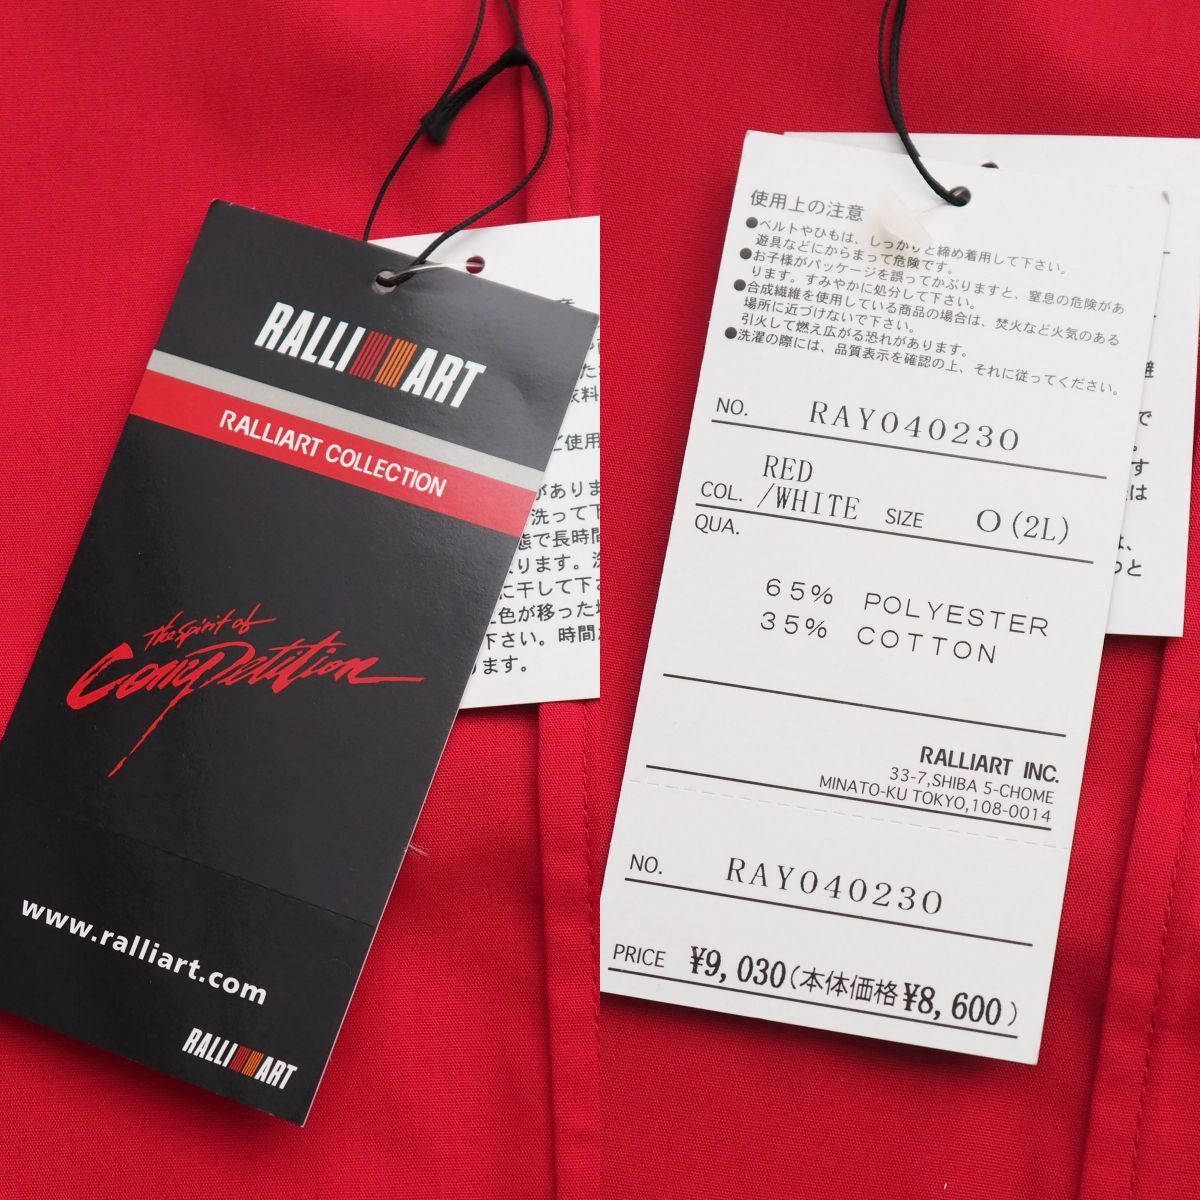 RALLIART
RALLIART COLLECTION
The Spirit of
Competition
www.ralliart.com
RALLIART
使用上の注意
●ベルトやひもは、しっかりと締め着用して下さい。
遊具などにからまって危険です。
●お子様がパッケージを誤ってかぶりますと、窒息の危険があ
ります。すみやかに処分して下さい。
●合成繊維を使用している商品の場合は、焚火など火気のある
場所に近づけないで下さい。
引火して燃え広がる恐れがあります。
●洗濯の際には、品質表示を確認の上、それに従ってください。
NO. RAY040230
COL. RED
/WHITE SIZE O(2L)
QUA.
65% POLYESTER
35% COTTON
RALLIART INC.
33-7,SHIBA 5-CHOME
MINATO-KU TOKYO,108-0014
NO. RAY040230
PRICE ¥9,030(本体価格¥8,600)